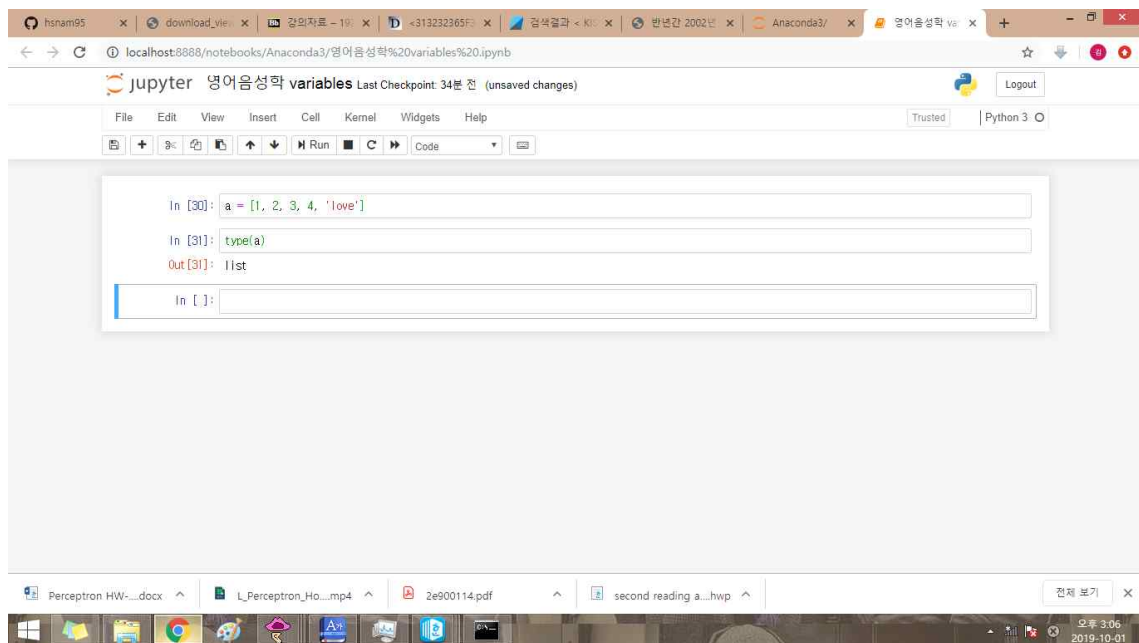 hsnam95
download_vie
강의자료 – 19
<313232365F
검색결과 < KI
반년간 2002년
Anaconda3/
영어음성학 va
localhost:8888/notebooks/Anaconda3/영어음성학%20variables%20.ipynb
jupyter 영어음성학 variables Last Checkpoint: 34분 전 (unsaved changes)
Logout
File Edit View Insert Cell Kernel Widgets Help
Trusted
Python 3
Run
Code
In [30]: a = [1, 2, 3, 4, 'love']
In [31]: type(a)
Out[31]: list
In [ ]:
Perceptron HW-....docx
L_Perceptron_Ho....mp4
2e900114.pdf
second reading a....hwp
전체 보기
오후 3:06
2019-10-01